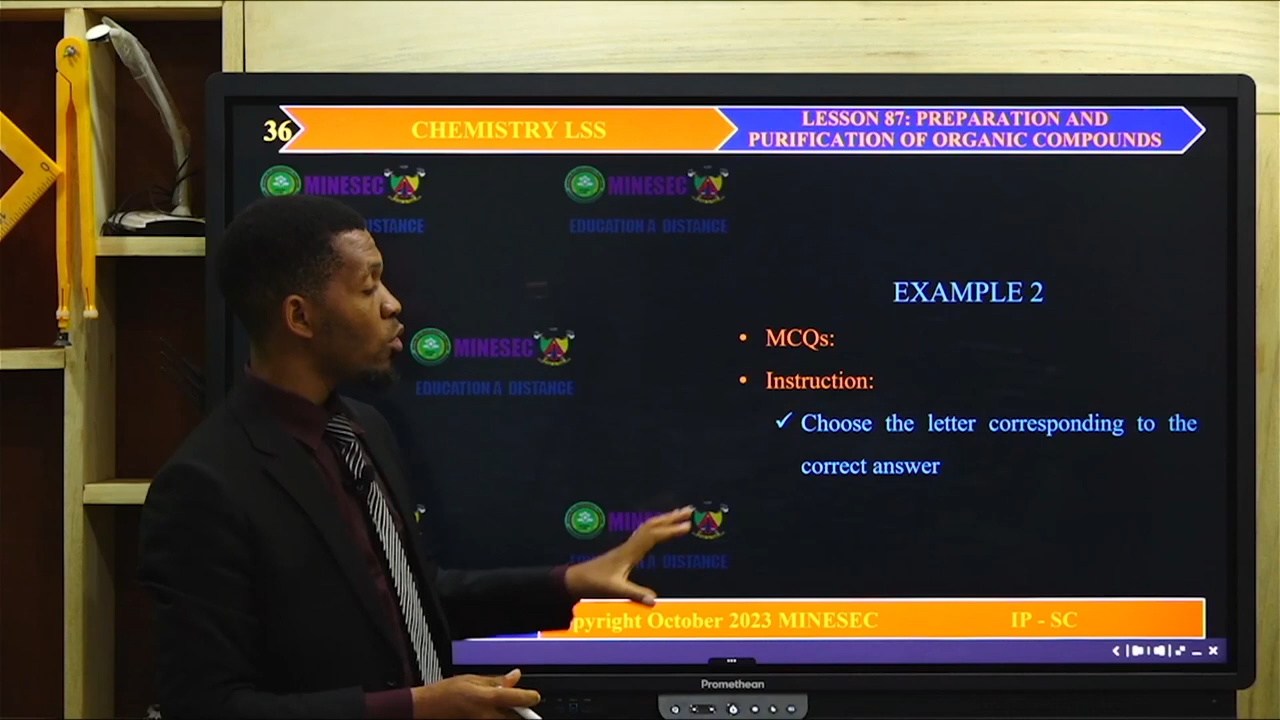 36
CHEMISTRY LSS
LESSON 87: PREPARATION AND
PURIFICATION OF ORGANIC COMPOUNDS
MINESEC
MINESEC
EDUCATION A DISTANCE
EXAMPLE 2
• MCQs:
MINESEC
EDUCATION A DISTANCE
• Instruction:
✓ Choose the letter corresponding to the
correct answer
pyright October 2023 MINESEC
IP - SC
Promethean